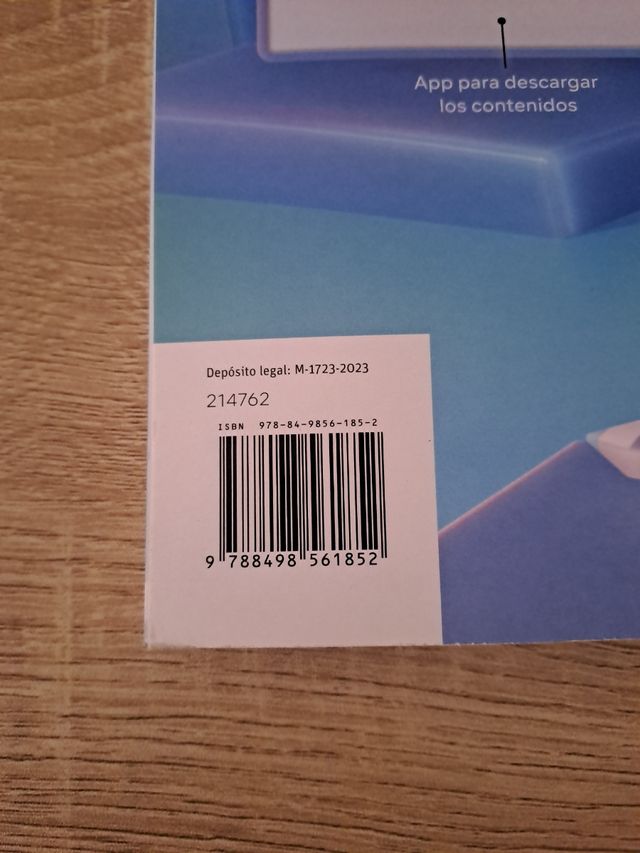 App para descargar
los contenidos
Depósito legal: M-1723-2023
214762
ISBN 978-84-9856-185-2
9 788498 561852